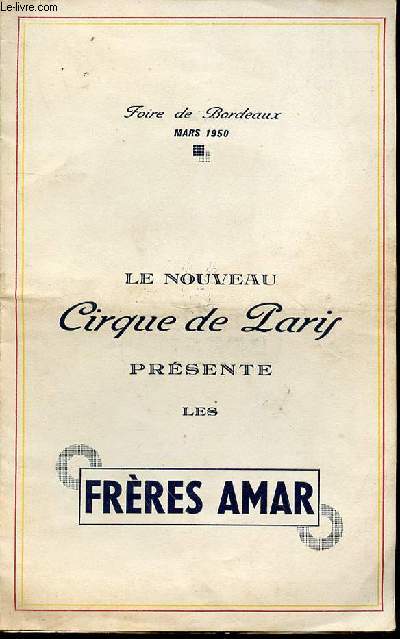 Le-livre.com
Foire de Bordeaux
MARS 1950
LE NOUVEAU
Cirque de Paris
PRÉSENTE
LES
FRÈRES AMAR